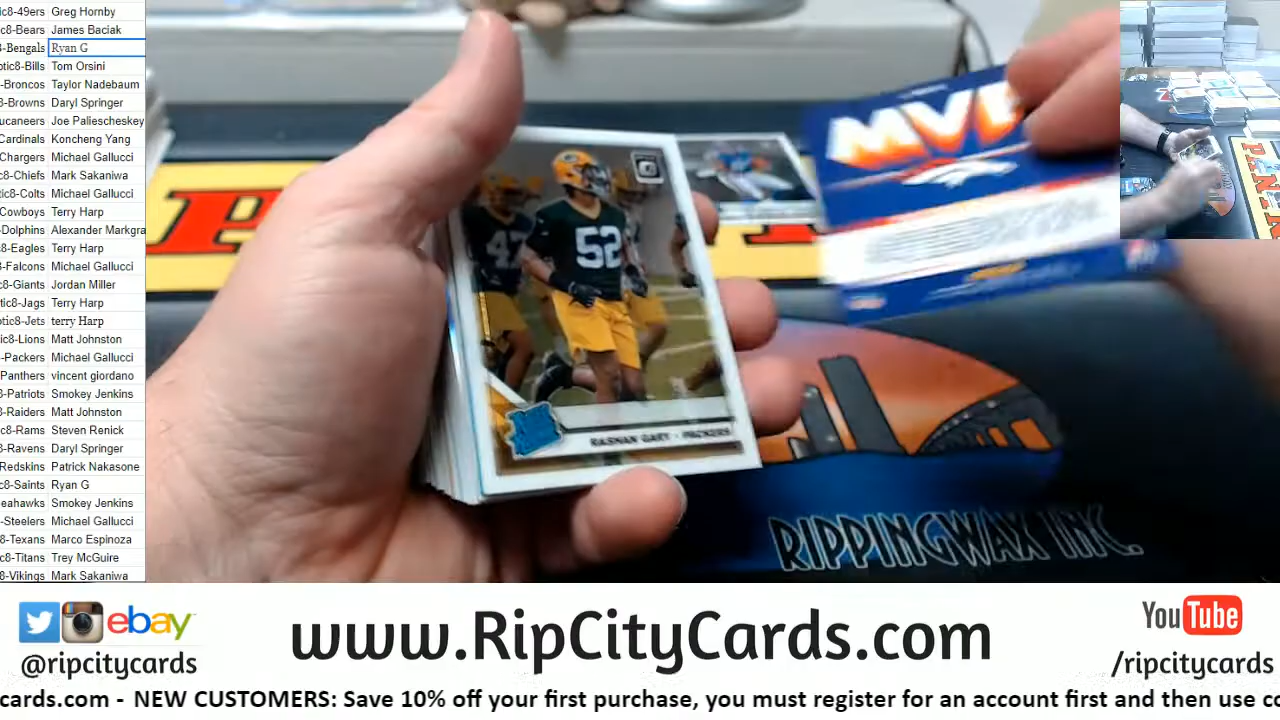 c8-49ers Greg Hornby
c8-Bears James Baciak
8-Bengals Ryan G
otic8-Bills Tom Orsini
-Broncos Taylor Nadebaum
8-Browns Daryl Springer
ucaneers Joe Paliescheskey
Cardinals Koncheng Yang
Chargers Michael Gallucci
c8-Chiefs Mark Sakaniwa
tic8-Colts Michael Gallucci
Cowboys Terry Harp
-Dolphins Alexander Markgra
c8-Eagles Terry Harp
8-Falcons Michael Gallucci
c8-Giants Jordan Miller
tic8-Jags Terry Harp
otic8-Jets terry Harp
ic8-Lions Matt Johnston
-Packers Michael Gallucci
Panthers vincent giordano
8-Patriots Smokey Jenkins
8-Raiders Matt Johnston
c8-Rams Steven Renick
8-Ravens Daryl Springer
Redskins Patrick Nakasone
c8-Saints Ryan G
eahawks Smokey Jenkins
-Steelers Michael Gallucci
8-Texans Marco Espinoza
c8-Titans Trey McGuire
8-Vikings Mark Sakaniwa
MVP
47
52
RASHAN GARY - PACKERS
RIPPINGWAX INC.
ebay
@ripcitycards
www.RipCityCards.com
YouTube
/ripcitycards
cards.com - NEW CUSTOMERS: Save 10% off your first purchase, you must register for an account first and then use co